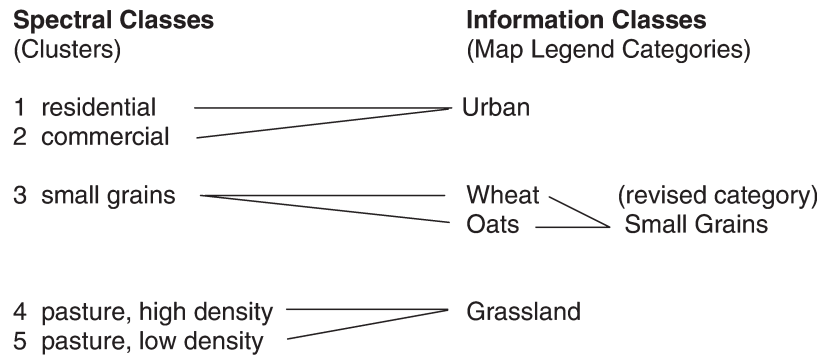 Spectral Classes Information Classes
(Clusters) (Map Legend Categories)
1 residential Urban
2 commercial
3 small grains Wheat (revised category)
Oats Small Grains
4 pasture, high density Grassland
5 pasture, low density